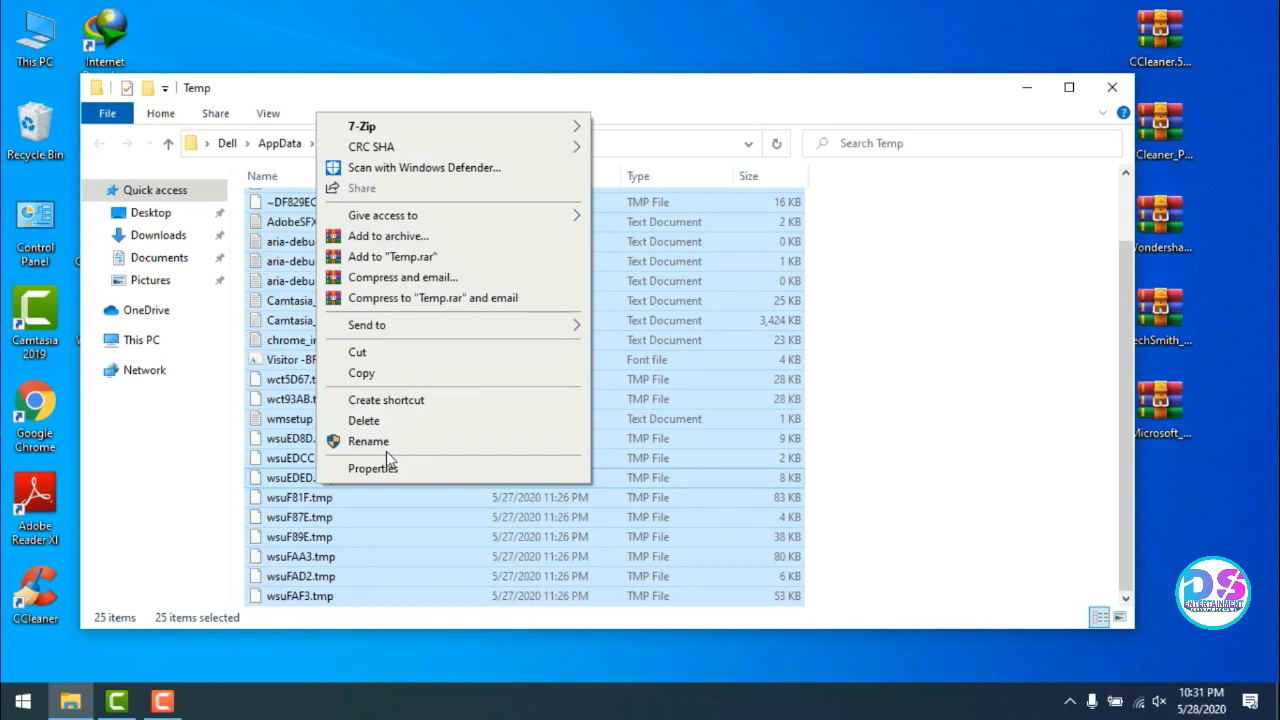 This PC
Internet
Recycle Bin
Control
Panel
Camtasia
2019
Google
Chrome
Adobe
Reader XI
CCleaner
CCleaner.5...
CCleaner_P...
Wondersha...
TechSmith_...
Microsoft_...
Temp
File
Home
Share
View
Dell
AppData
Search Temp
Quick access
Desktop
Downloads
Documents
Pictures
OneDrive
This PC
Network
Name
Type
Size
~DF829EC
TMP File
16 KB
AdobeSFX
Text Document
2 KB
aria-debu
Text Document
0 KB
aria-debu
Text Document
1 KB
aria-debu
Text Document
0 KB
Camtasia_
Text Document
25 KB
Camtasia_
Text Document
3,424 KB
chrome_in
Text Document
23 KB
Visitor -BF
Font file
4 KB
wct5D67.t
TMP File
28 KB
wct93AB.t
TMP File
28 KB
wmsetup
Text Document
1 KB
wsuED8D.
TMP File
9 KB
wsuEDCC
TMP File
2 KB
wsuEDED.
TMP File
8 KB
wsuF81F.tmp
5/27/2020 11:26 PM
TMP File
83 KB
wsuF87E.tmp
5/27/2020 11:26 PM
TMP File
4 KB
wsuF89E.tmp
5/27/2020 11:26 PM
TMP File
38 KB
wsuFAA3.tmp
5/27/2020 11:26 PM
TMP File
80 KB
wsuFAD2.tmp
5/27/2020 11:26 PM
TMP File
6 KB
wsuFAF3.tmp
5/27/2020 11:26 PM
TMP File
53 KB
7-Zip
CRC SHA
Scan with Windows Defender...
Share
Give access to
Add to archive...
Add to "Temp.rar"
Compress and email...
Compress to "Temp.rar" and email
Send to
Cut
Copy
Create shortcut
Delete
Rename
Properties
25 items
25 items selected
DS
ENTERTAINMENT
10:31 PM
5/28/2020